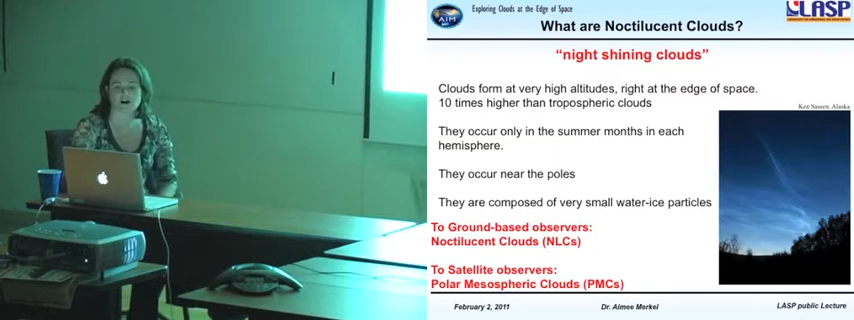 Exploring Clouds at the Edge of Space
AIM
LASP
What are Noctilucent Clouds?
“night shining clouds”
Clouds form at very high altitudes, right at the edge of space.
10 times higher than tropospheric clouds
Ken Sassen, Alaska
They occur only in the summer months in each
hemisphere.
They occur near the poles
They are composed of very small water-ice particles
To Ground-based observers:
Noctilucent Clouds (NLCs)
To Satellite observers:
Polar Mesospheric Clouds (PMCs)
February 2, 2011
Dr. Aimee Merkel
LASP public Lecture